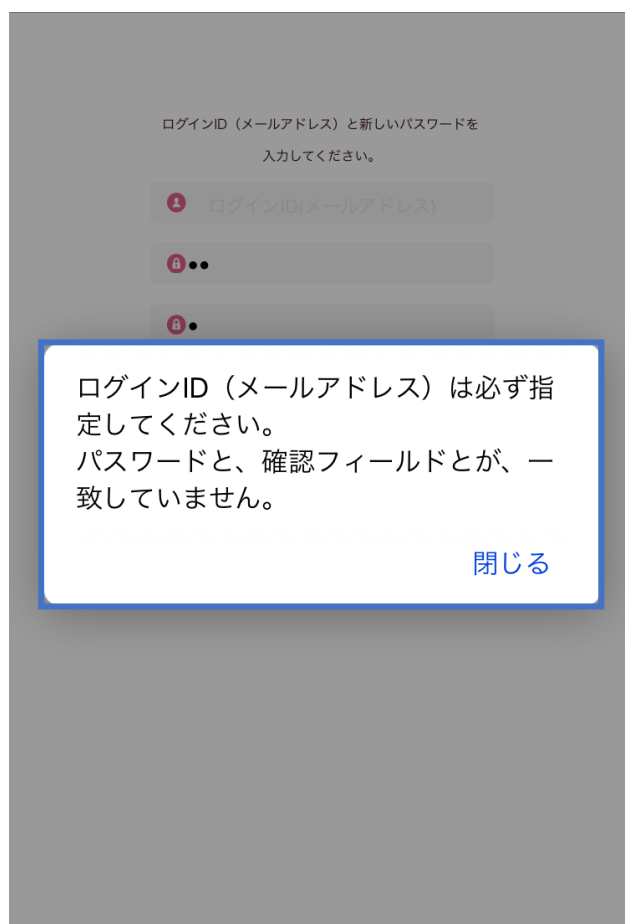 ログインID（メールアドレス）と新しいパスワードを
入力してください。
ログインID(メールアドレス)
●●
●
ログインID（メールアドレス）は必ず指
定してください。
パスワードと、確認フィールドとが、一
致していません。
閉じる